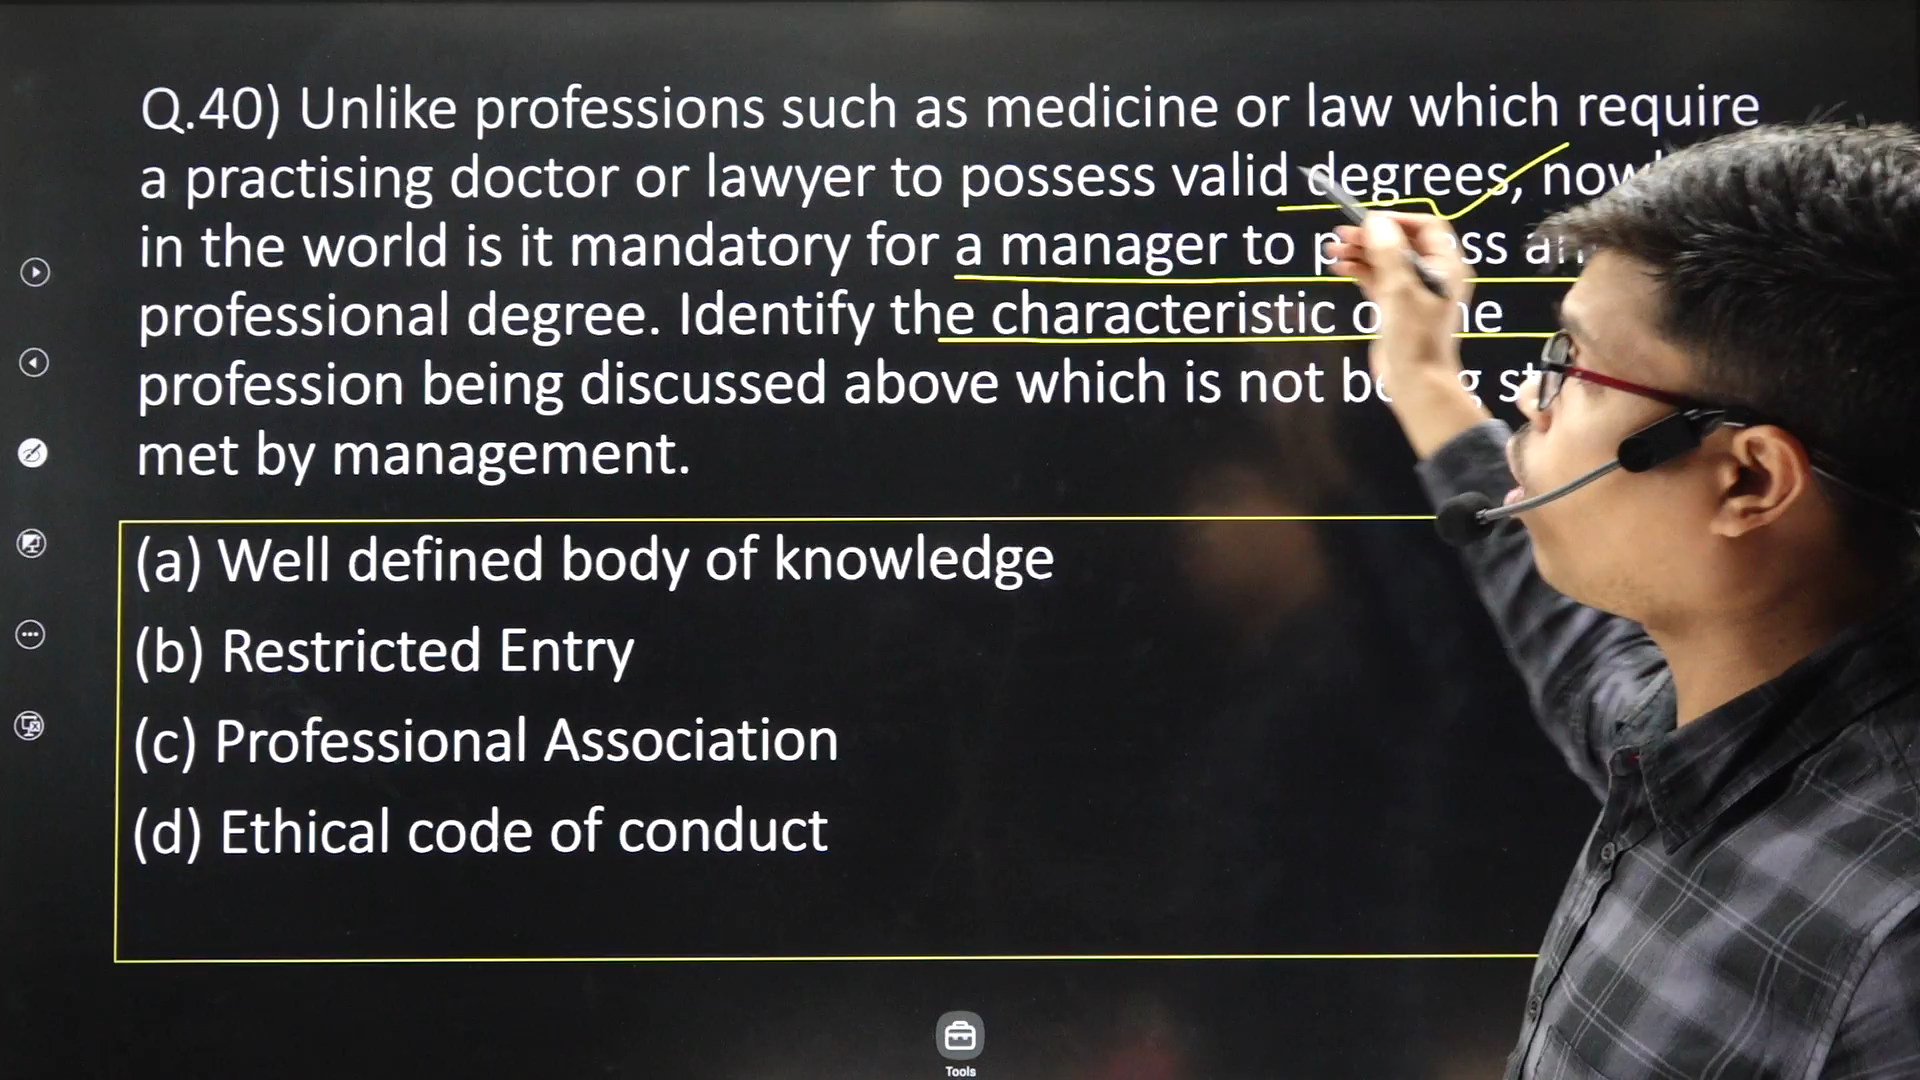 Q.40) Unlike professions such as medicine or law which require
a practising doctor or lawyer to possess valid degrees,
in the world is it mandatory for a manager to
professional degree. Identify the characteristic
profession being discussed above which is not
met by management.
(a) Well defined body of knowledge
(b) Restricted Entry
(c) Professional Association
(d) Ethical code of conduct
Tools